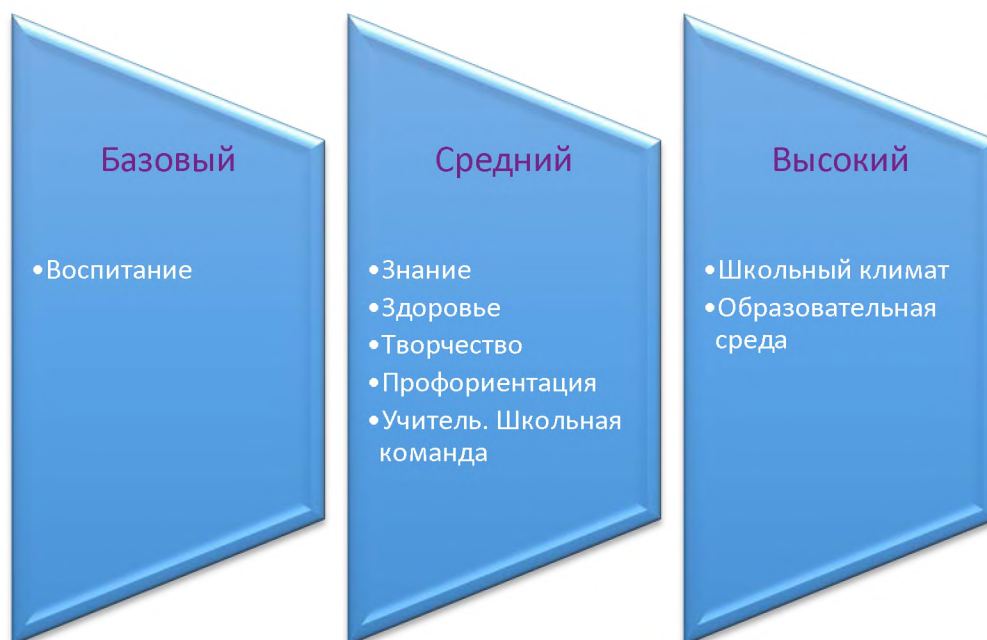 Базовый
•Воспитание
Средний
•Знание
•Здоровье
•Творчество
•Профориентация
•Учитель. Школьная
команда
Высокий
•Школьный климат
•Образовательная
среда